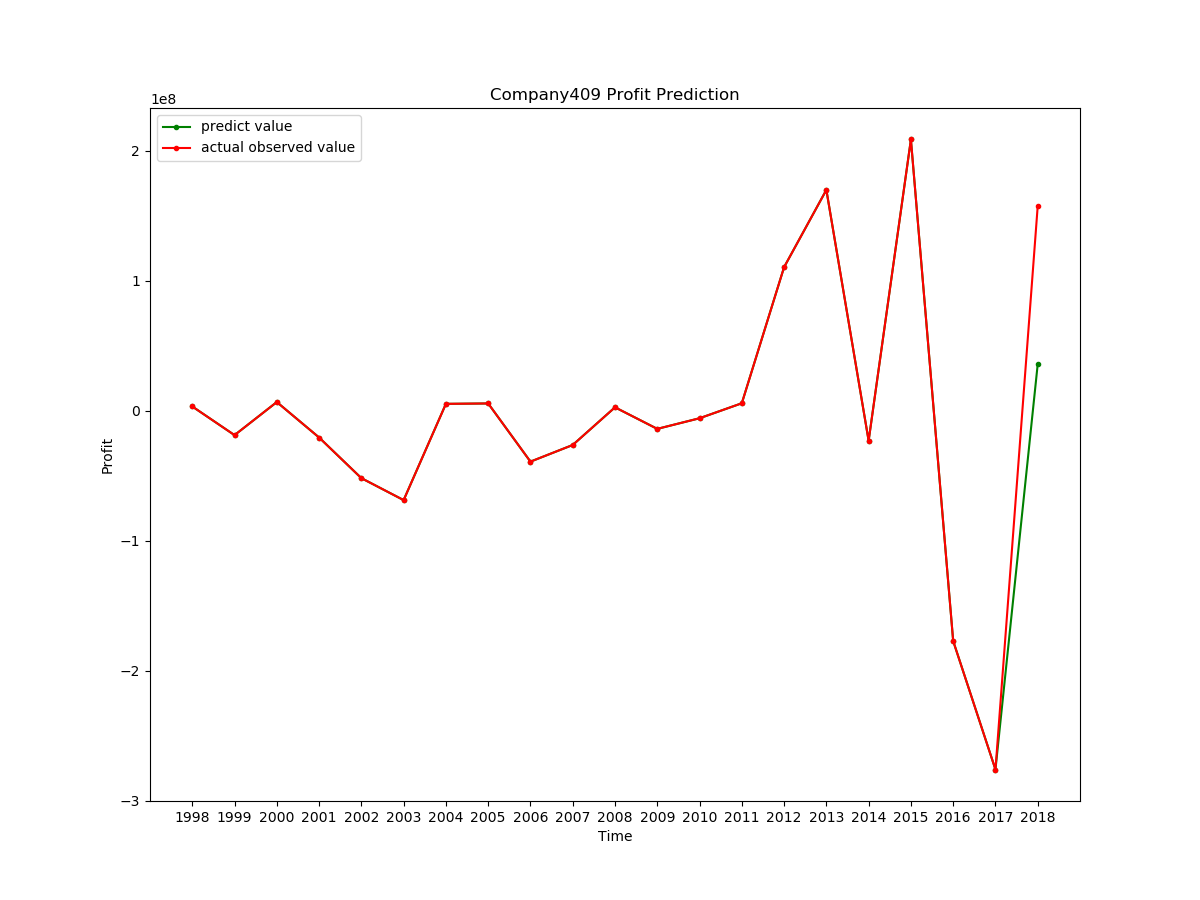 Company409 Profit Prediction
1e8
predict value
actual observed value
2
1
0
−1
−2
−3
Profit
1998 1999 2000 2001 2002 2003 2004 2005 2006 2007 2008 2009 2010 2011 2012 2013 2014 2015 2016 2017 2018
Time